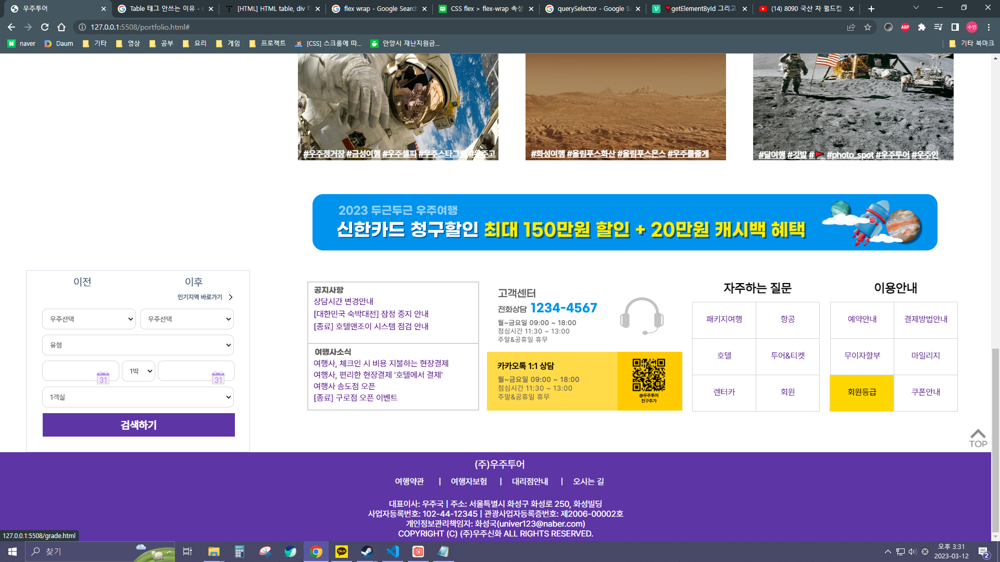 우주투어
Table 태그 안쓰는 이유 -
[HTML] HTML table, div
flex wrap - Google Search
CSS flex > flex-wrap 속성
querySelector - Google
getElementById 그리고
(14) 8090 국산 차 월드컵
127.0.0.1:5508/portfolio.html#
ABP
수빈
N naver
Daum
기타
영상
공부
요리
게임
프로젝트
[CSS] 스크롤에 따...
안양시 재난지원금...
기타 북마크
#우주정거장 #금성여행 #우주셀피 #우주스타그램 #우주고
#화성여행 #올림푸스화산 #올림푸스몬스 #우주를줄게
#달여행 #깃발 #🚩 #photo_spot #우주투어 #우주인
2023 두근두근 우주여행
신한카드 청구할인 최대 150만원 할인 + 20만원 캐시백 혜택
이전 이후
인기지역 바로가기
우주선택 우주선택
유형
31 1박 31
1객실
검색하기
공지사항
상담시간 변경안내
[대한민국 숙박대전] 잠정 중지 안내
[종료] 호텔앤조이 시스템 점검 안내
여행사소식
여행사, 체크인 시 비용 지불하는 현장결제
여행사, 편리한 현장결제 '호텔에서 결제'
여행사 송도점 오픈
[종료] 구로점 오픈 이벤트
고객센터
전화상담 1234-4567
월~금요일 09:00 ~ 18:00
점심시간 11:30 ~ 13:00
주말&공휴일 휴무
카카오톡 1:1 상담
월~금요일 09:00 ~ 18:00
점심시간 11:30 ~ 13:00
주말&공휴일 휴무
@우주투어
친구추가
자주하는 질문
패키지여행 항공
호텔 투어&티켓
렌터카 회원
이용안내
예약안내 결제방법안내
무이자할부 마일리지
회원등급 쿠폰안내
TOP
(주)우주투어
여행약관 | 여행자보험 | 대리점안내 | 오시는 길
대표이사: 우주국 | 주소: 서울특별시 화성구 화성로 250, 화성빌딩
사업자등록번호: 102-44-12345 | 관광사업자등록증번호: 제2006-00002호
개인정보관리책임자: 화성국(univer123@naber.com)
COPYRIGHT (C) (주)우주신화 ALL RIGHTS RESERVED.
127.0.0.1:5508/grade.html
찾기
TALK
오후 3:31
2023-03-12
2